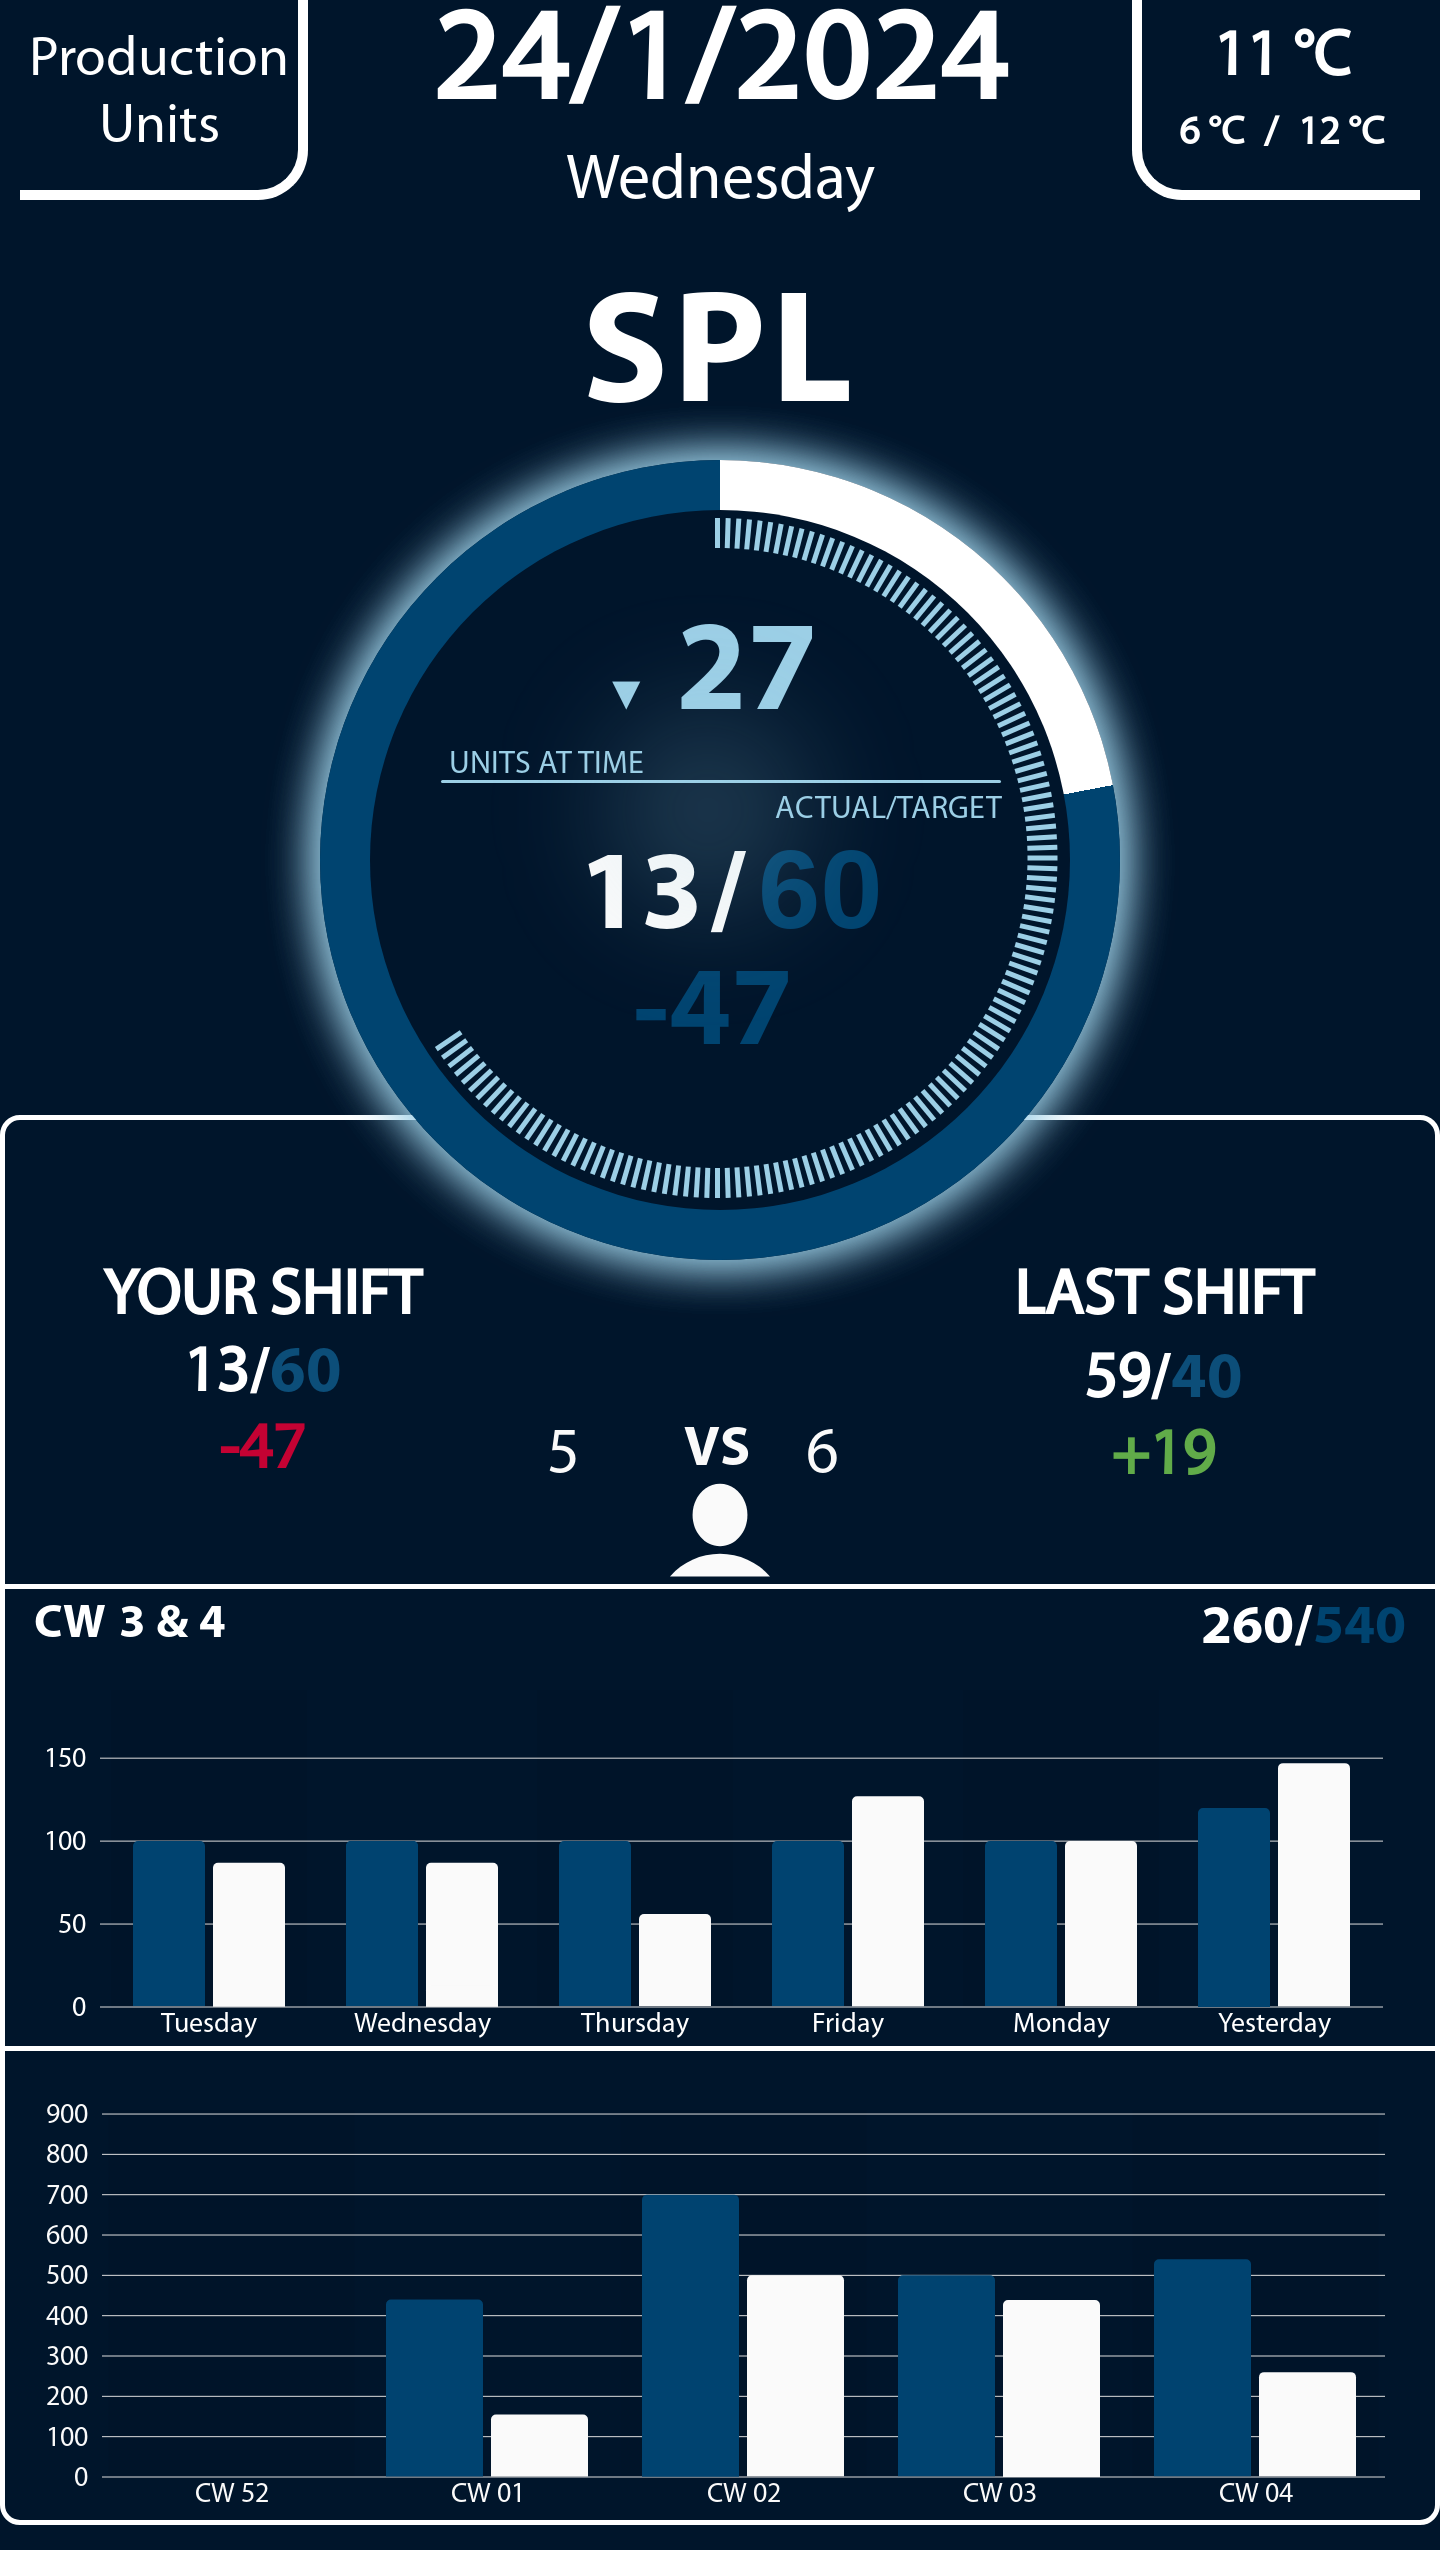 Production
Units
24/1/2024
Wednesday
11 °C
6 °C / 12 °C
SPL
▼ 27
UNITS AT TIME
ACTUAL/TARGET
13/60
-47
YOUR SHIFT
13/60
-47
5 VS 6
LAST SHIFT
59/40
+19
CW 3 & 4
260/540
150
100
50
0
Tuesday Wednesday Thursday Friday Monday Yesterday
900
800
700
600
500
400
300
200
100
0
CW 52 CW 01 CW 02 CW 03 CW 04